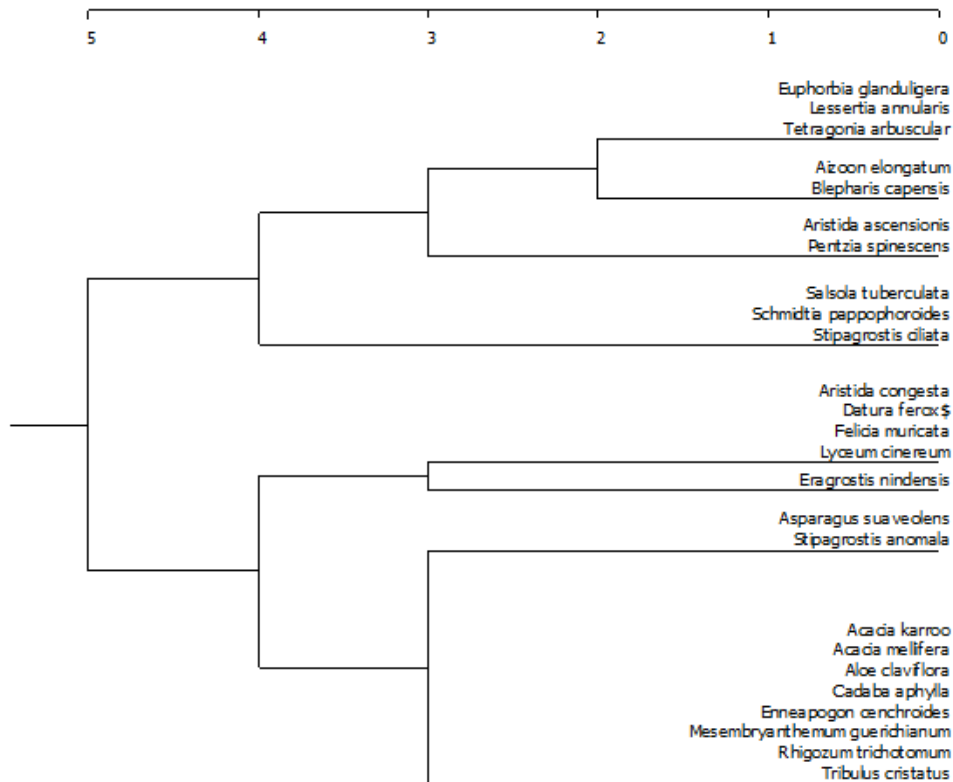 5 4 3 2 1 0
Euphorbia glanduligera
Lessertia annularis
Tetragonia arbuscular
Aizoon elongatum
Blepharis capensis
Aristida ascensionis
Pentzia spinescens
Salsola tuberculata
Schmidtia pappophoroides
Stipagrostis ciliata
Aristida congesta
Datura ferox$
Felicia muricata
Lyceum cinereum
Eragrostis nindensis
Asparagus suaveolens
Stipagrostis anomala
Acacia karroo
Acacia mellifera
Aloe claviflora
Cadaba aphylla
Enneapogon cenchroides
Mesembryanthemum guerichianum
Rhigozum trichotomum
Tribulus cristatus